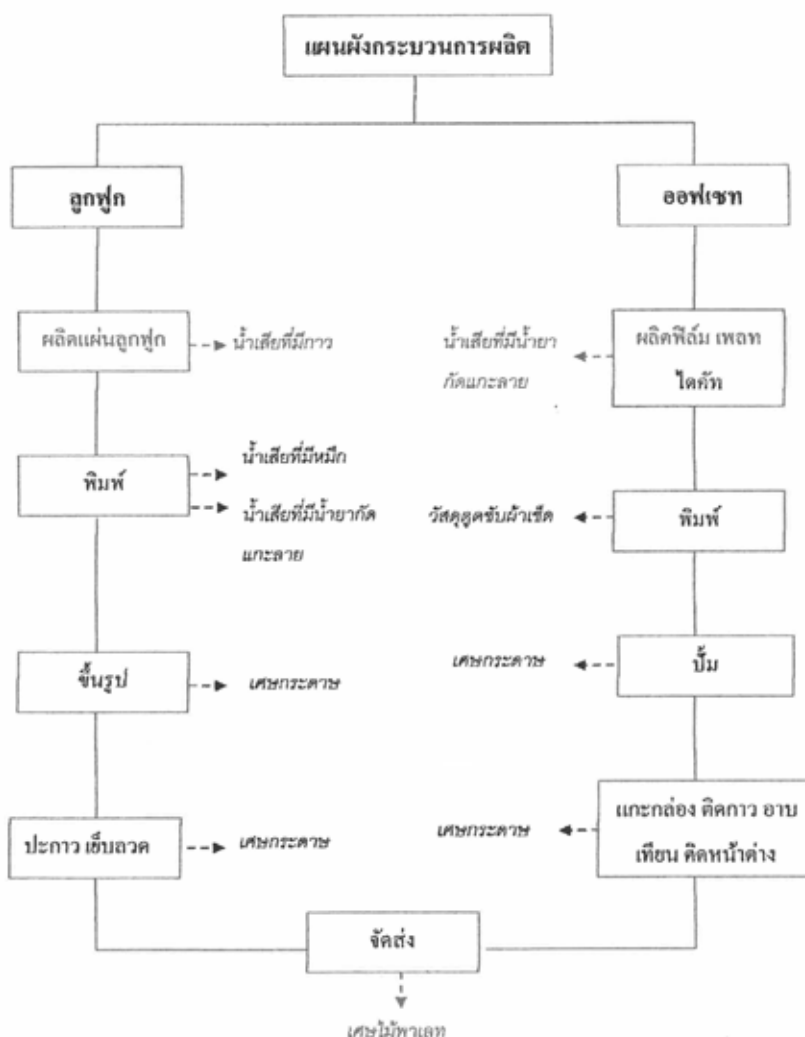 แผนผังกระบวนการผลิต
ลูกฟูก
ออฟเซท
ผลิตแผ่นลูกฟูก
น้ำเสียที่มีกาว
น้ำเสียที่มีน้ำยา
กัดแกะลาย
ผลิตฟิล์ม เพลท
ไดคัท
พิมพ์
น้ำเสียที่มีหมึก
น้ำเสียที่มีน้ำยากัด
แกะลาย
วัสดุดูดซับผ้าเช็ด
พิมพ์
ขึ้นรูป
เศษกระดาษ
เศษกระดาษ
ปั๊ม
ปะกาว เย็บลวด
เศษกระดาษ
เศษกระดาษ
แกะกล่อง ติดกาว อาบ
เทียน ติดหน้าต่าง
จัดส่ง
เศษไม้พาเลท